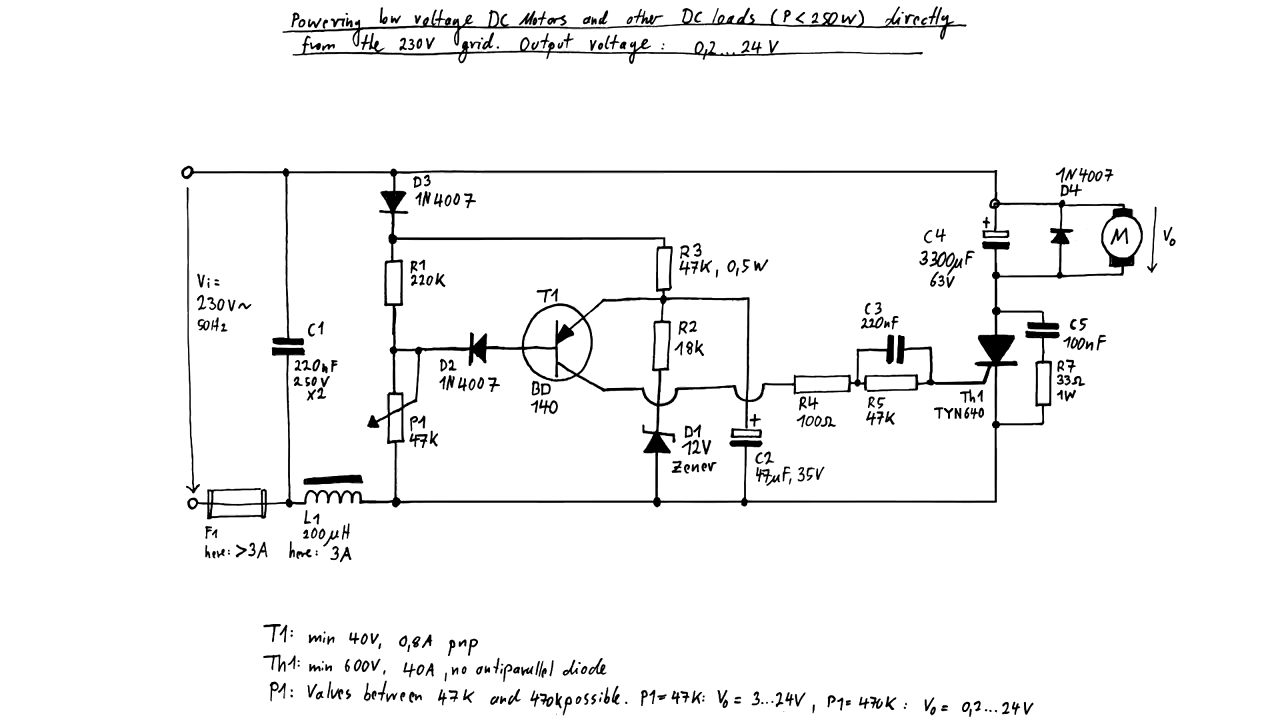 Powering low voltage DC Motors and other DC loads (P < 250W) directly
from the 230V grid. Output voltage: 0,2...24V
D3
1N4007
1N4007
D4
R1
220K
R3
47K, 0,5W
C4
3300µF
63V
M
V₀
Vi =
230V~
50Hz
T1
C1
220nF
250V
X2
D2
1N4007
R2
18K
C3
220nF
C5
100nF
R7
33Ω
1W
BD
140
P1
47K
D1
12V
Zener
C2
47µF, 35V
R4
100Ω
R5
47K
Th1
TYN640
F1
here: >3A
L1
200µH
here: 3A
T1: min 40V, 0,8A pnp
Th1: min 600V, 40A, no antiparallel diode
P1: Values between 47K and 470k possible. P1=47K: V₀ = 3...24V, P1=470K: V₀ = 0,2...24V